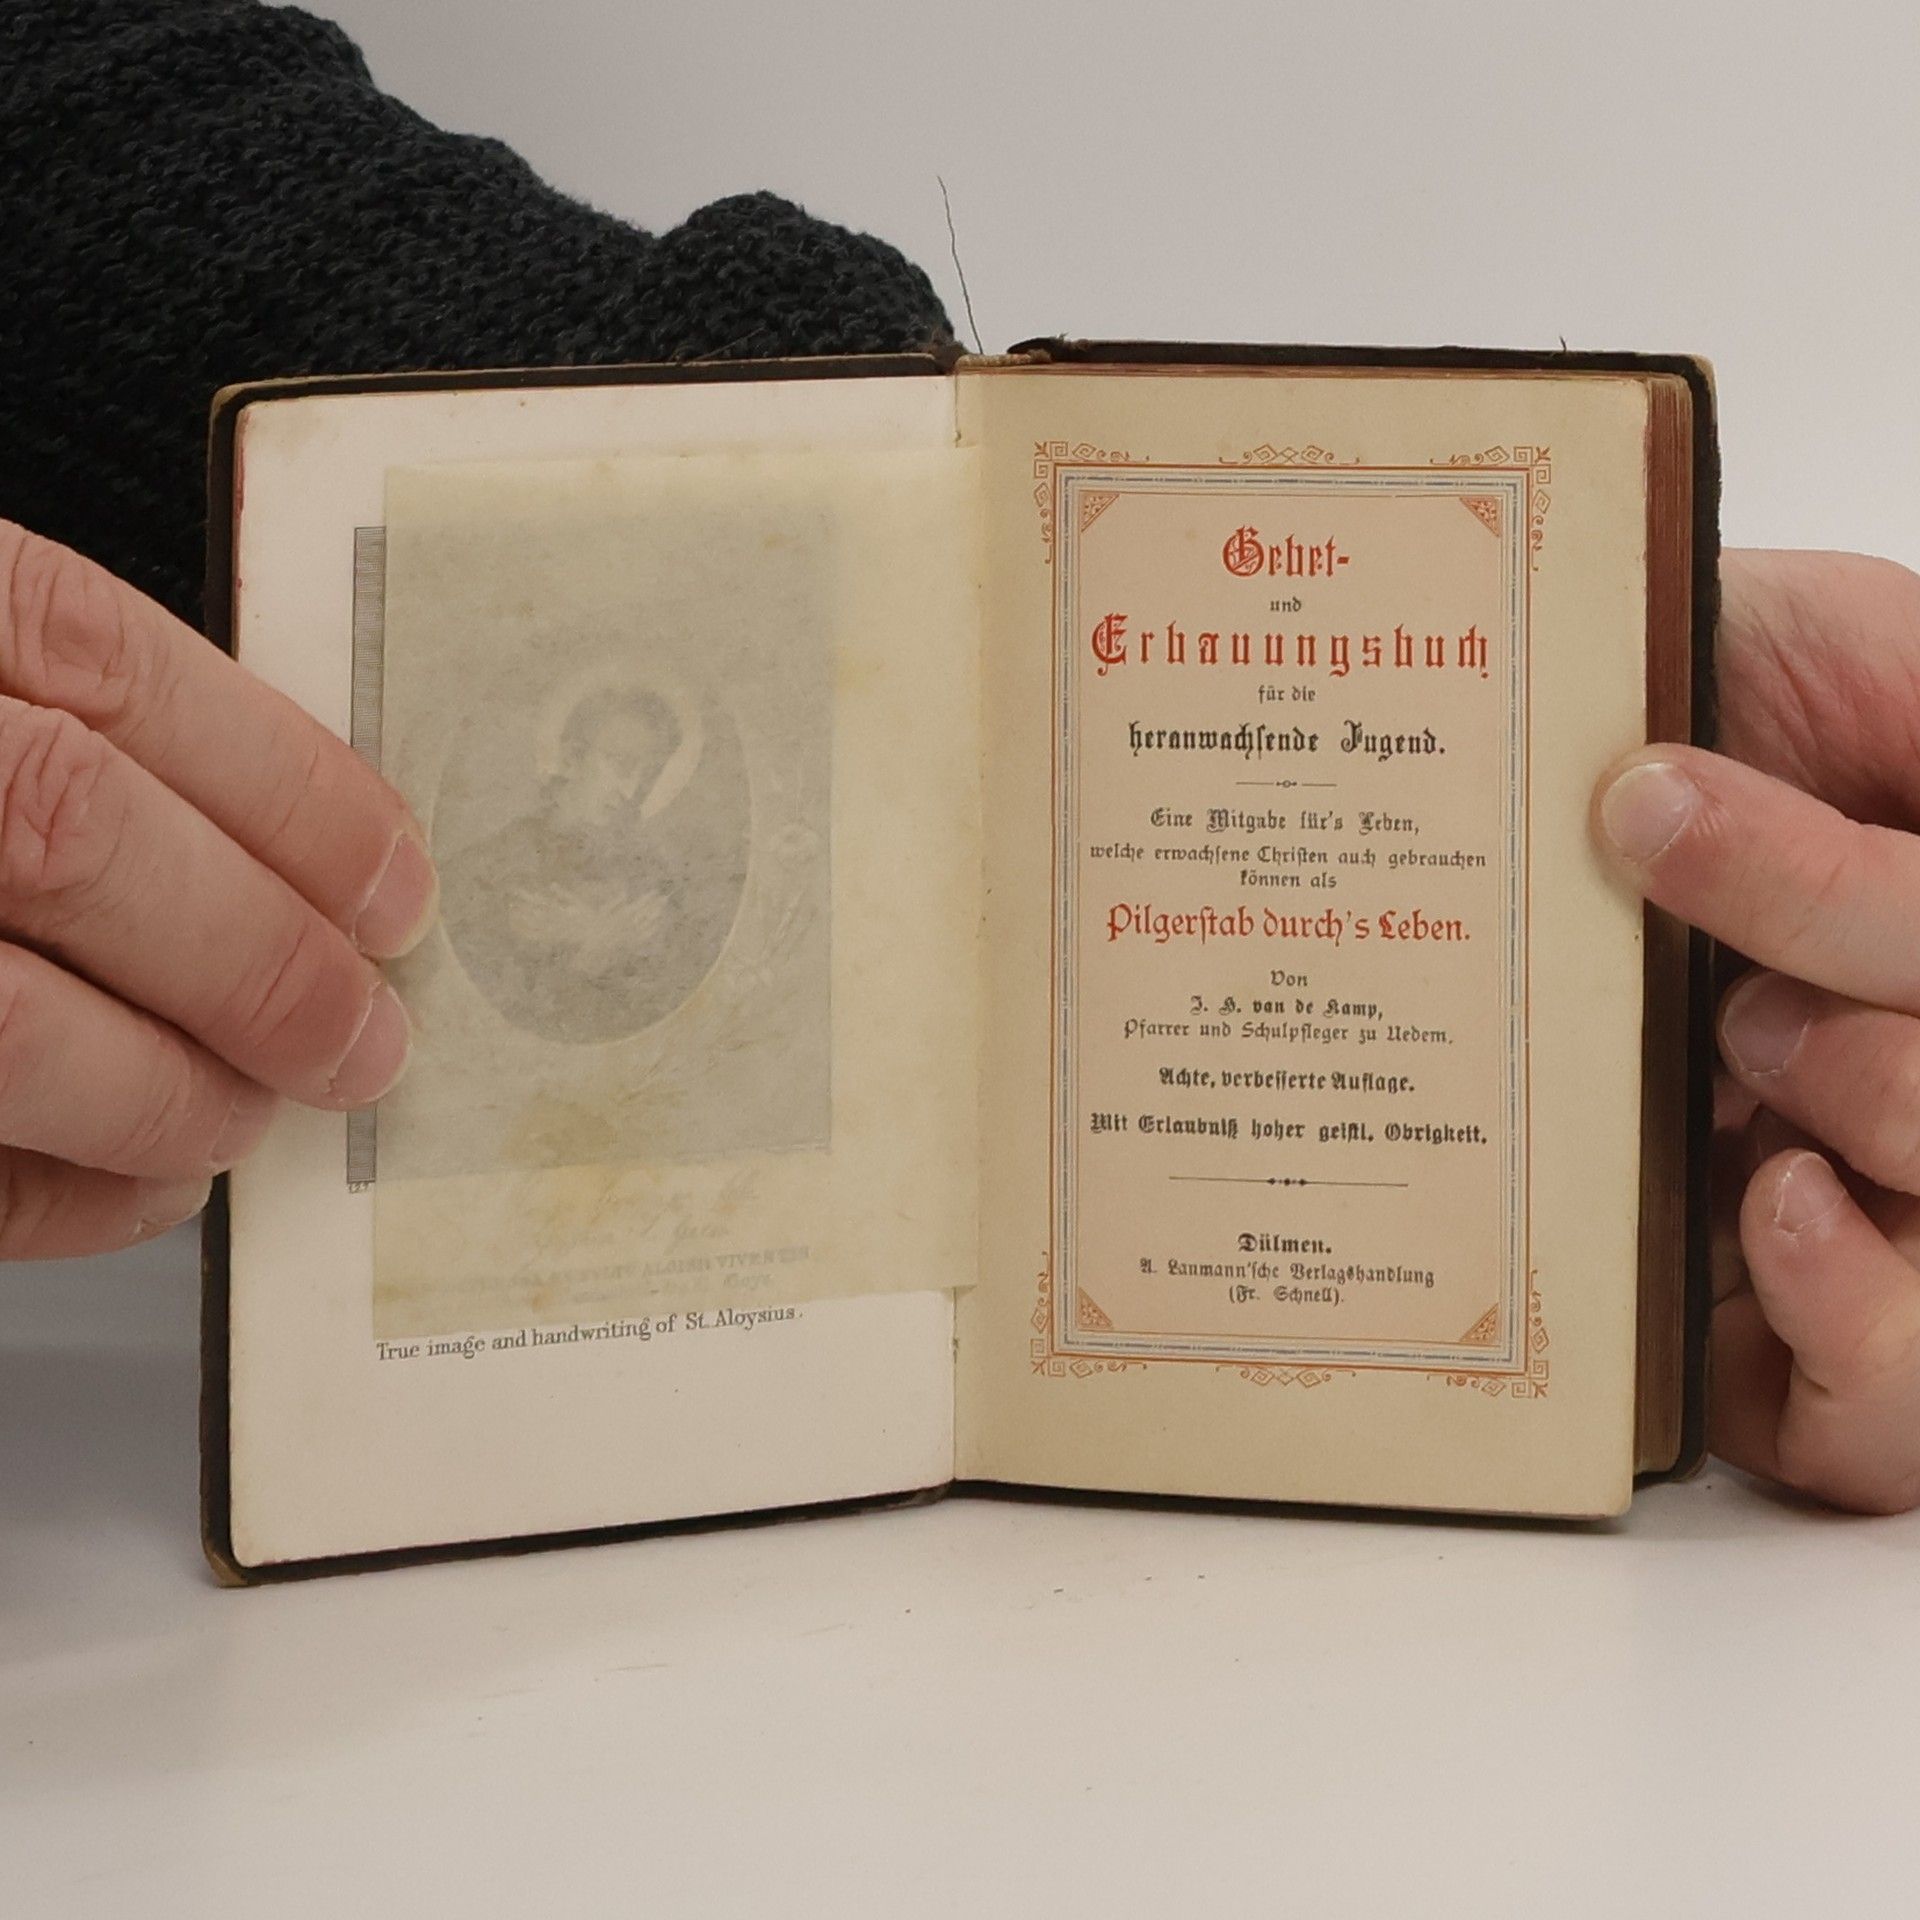 ALOISII VIVENTIS
True image and handwriting of St. Aloysius.
Gebet-
und
Erbauungsbuch
für die
heranwachſende Jugend.
Eine Mitgabe für's Leben,
welche erwachſene Chriſten auch gebrauchen
können als
Pilgerſtab durch's Leben.
Von
J. H. van de Kamp,
Pfarrer und Schulpfleger zu Uedem.
Achte, verbeſſerte Auflage.
Mit Erlaubniß hoher geiſtl. Obrigkeit.
Dülmen.
A. Laumann'ſche Verlagshandlung
(Fr. Schnell).